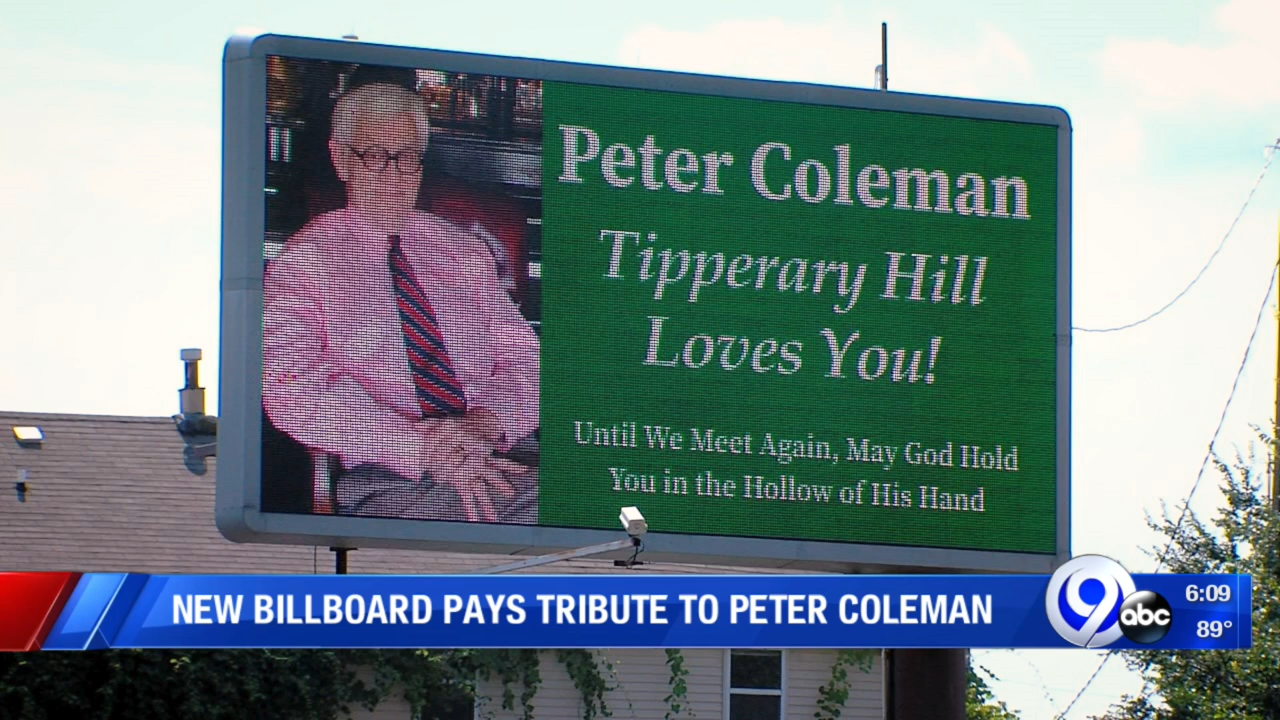 Peter Coleman
Tipperary Hill
Loves You!
Until We Meet Again, May God Hold
You in the Hollow of His Hand
NEW BILLBOARD PAYS TRIBUTE TO PETER COLEMAN
9
abc
6:09
89°